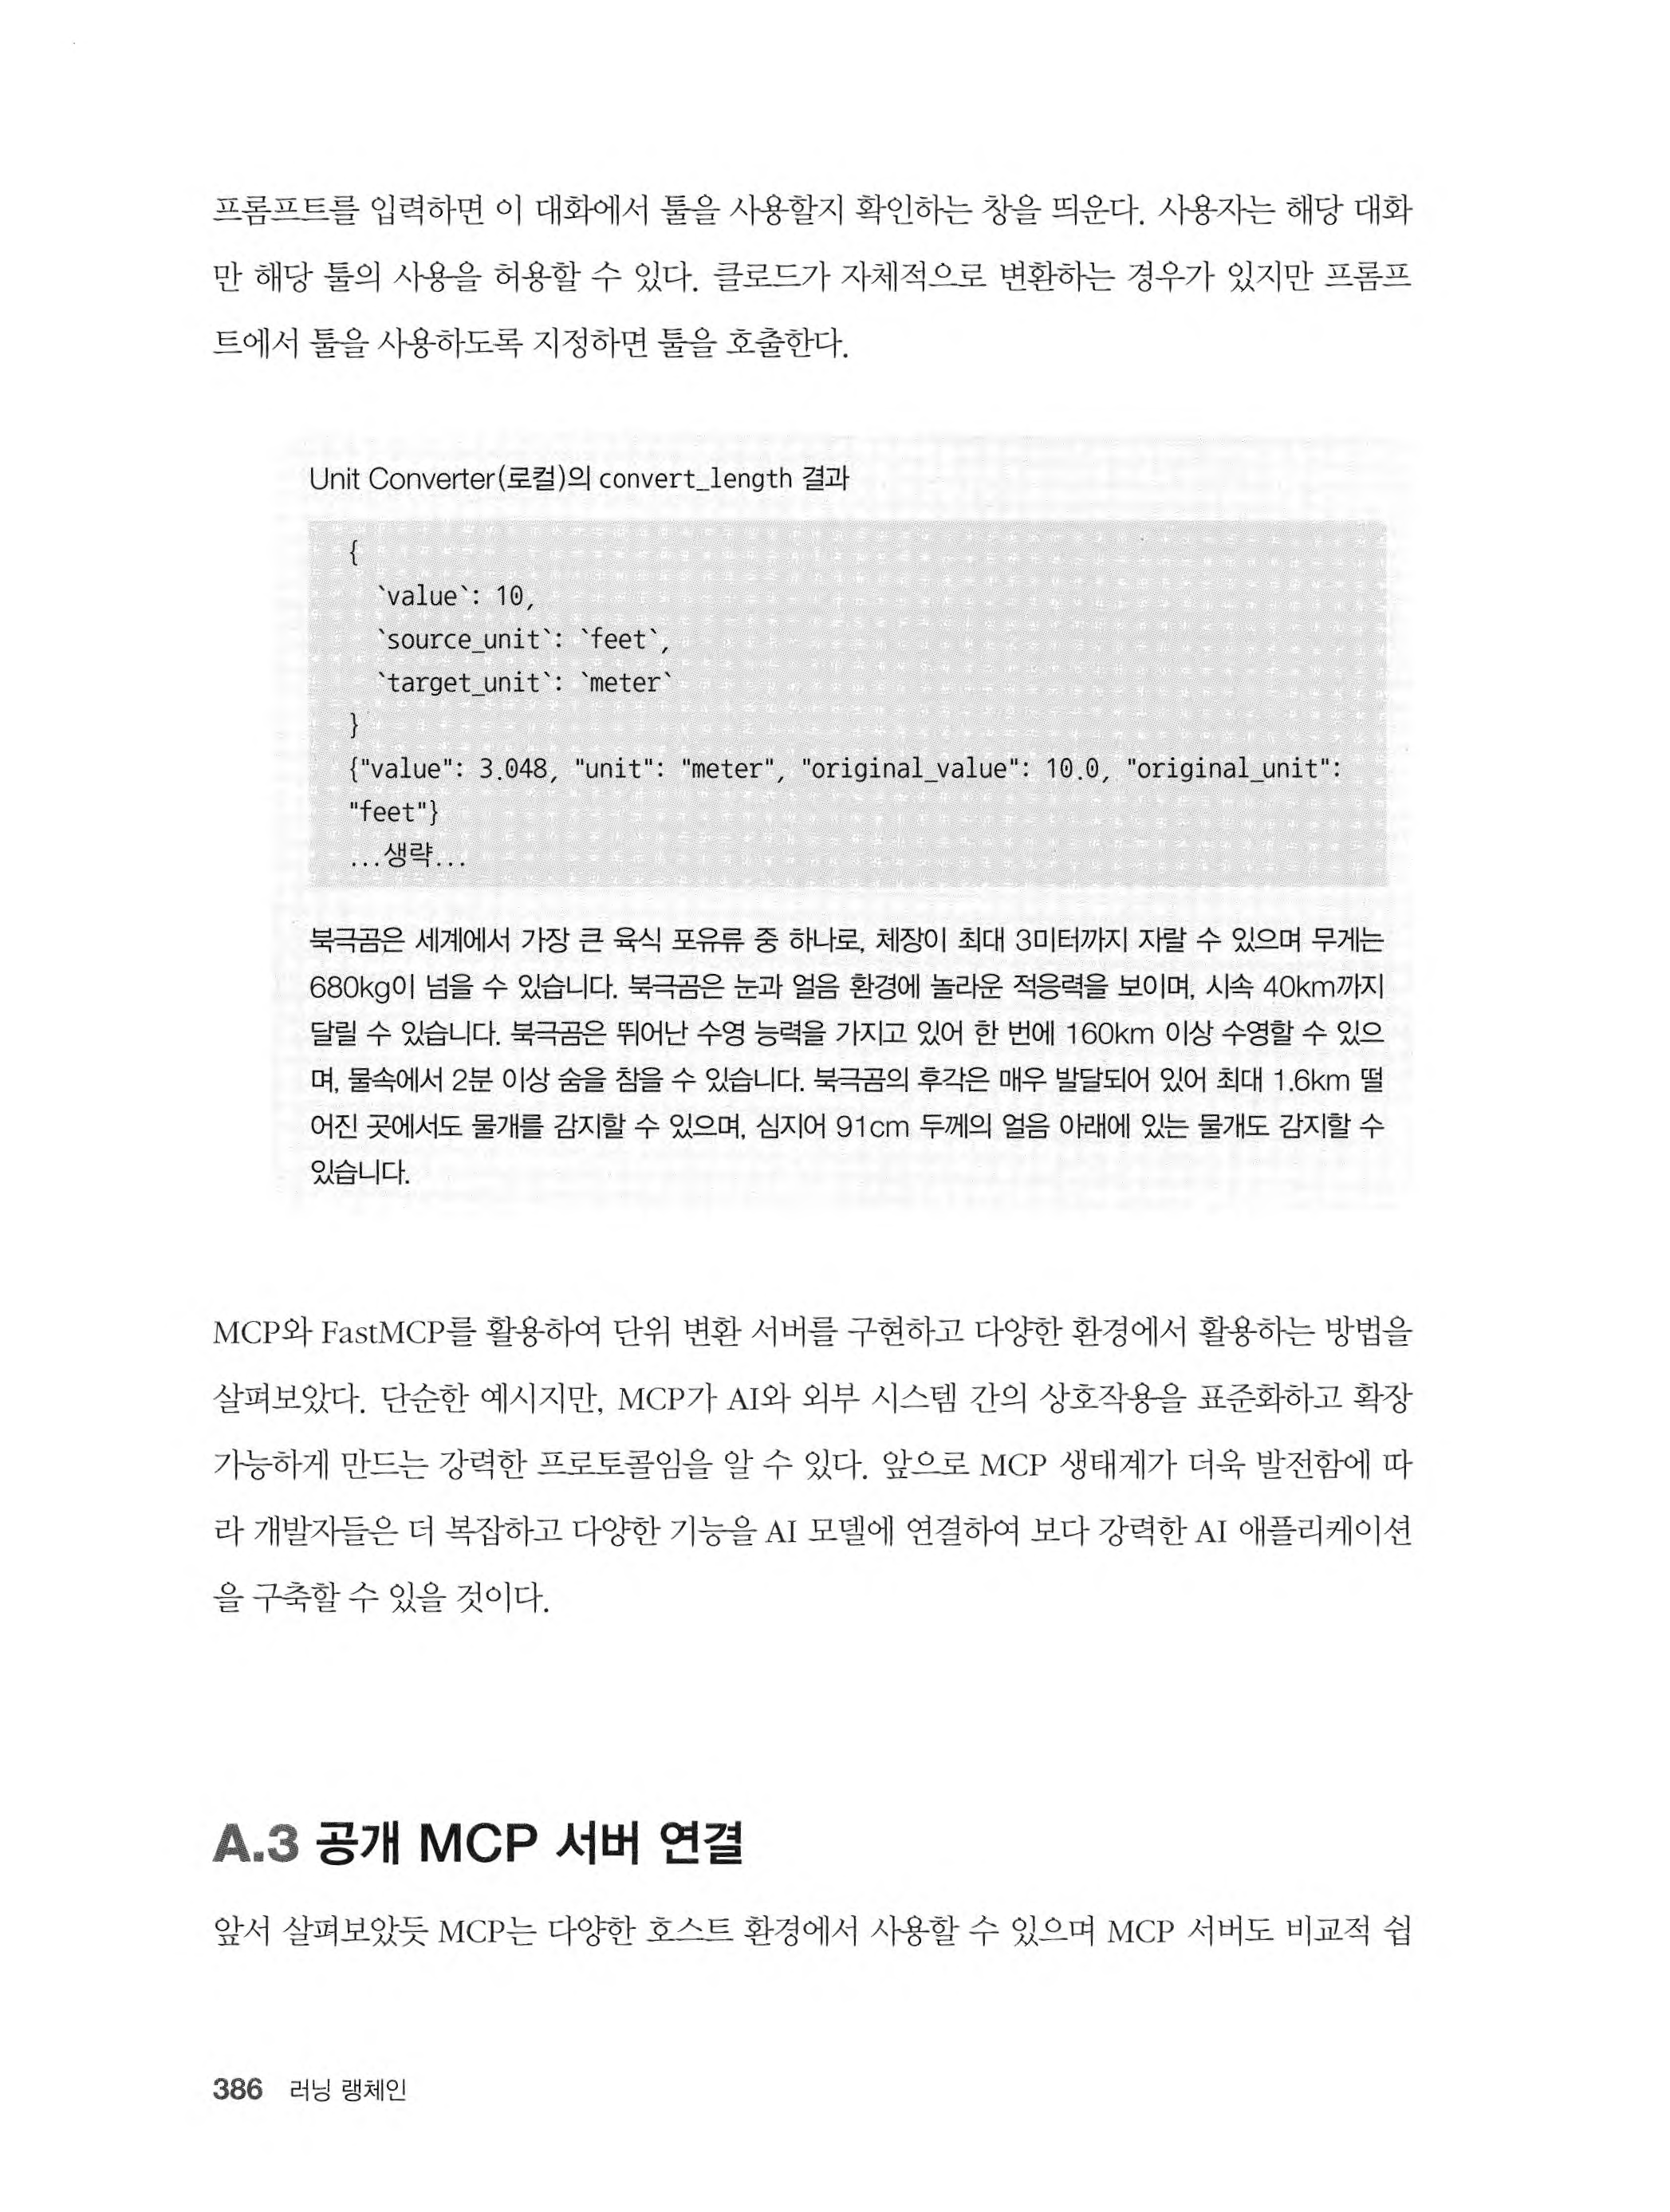 프롬프트를 입력하면 이 대화에서 툴을 사용할지 확인하는 창을 띄운다. 사용자는 해당 대화
만 해당 툴의 사용을 허용할 수 있다. 클로드가 자체적으로 변환하는 경우가 있지만 프롬프
트에서 툴을 사용하도록 지정하면 툴을 호출한다.
Unit Converter(로컬)의 convert_length 결과
{
`value`: 10,
`source_unit`: `feet`,
`target_unit`: `meter`
}
{"value": 3.048, "unit": "meter", "original_value": 10.0, "original_unit":
"feet"}
...생략...
북극곰은 세계에서 가장 큰 육식 포유류 중 하나로, 체장이 최대 3미터까지 자랄 수 있으며 무게는
680kg이 넘을 수 있습니다. 북극곰은 눈과 얼음 환경에 놀라운 적응력을 보이며, 시속 40km까지
달릴 수 있습니다. 북극곰은 뛰어난 수영 능력을 가지고 있어 한 번에 160km 이상 수영할 수 있으
며, 물속에서 2분 이상 숨을 참을 수 있습니다. 북극곰의 후각은 매우 발달되어 있어 최대 1.6km 떨
어진 곳에서도 물개를 감지할 수 있으며, 심지어 91cm 두께의 얼음 아래에 있는 물개도 감지할 수
있습니다.
MCP와 FastMCP를 활용하여 단위 변환 서버를 구현하고 다양한 환경에서 활용하는 방법을
살펴보았다. 단순한 예시지만, MCP가 AI와 외부 시스템 간의 상호작용을 표준화하고 확장
가능하게 만드는 강력한 프로토콜임을 알 수 있다. 앞으로 MCP 생태계가 더욱 발전함에 따
라 개발자들은 더 복잡하고 다양한 기능을 AI 모델에 연결하여 보다 강력한 AI 애플리케이션
을 구축할 수 있을 것이다.
A.3 공개 MCP 서버 연결
앞서 살펴보았듯 MCP는 다양한 호스트 환경에서 사용할 수 있으며 MCP 서버도 비교적 쉽
386 러닝 랭체인